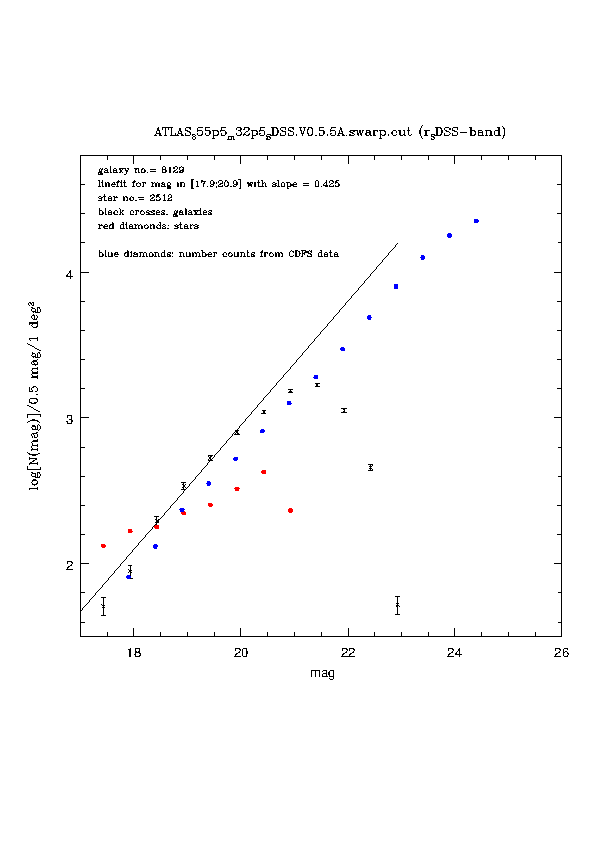 ATLASs55p5m32p5sDSS.V0.5.5A.swarp.cut (rsDSS-band)
galaxy no.= 8129
linefit for mag in [17.9;20.9] with slope = 0.425
star no.= 2512
black crosses: galaxies
red diamonds: stars
blue diamonds: number counts from CDFS data
log[N(mag)]/0.5 mag/1 deg²
4
3
2
18 20 22 24 26
mag